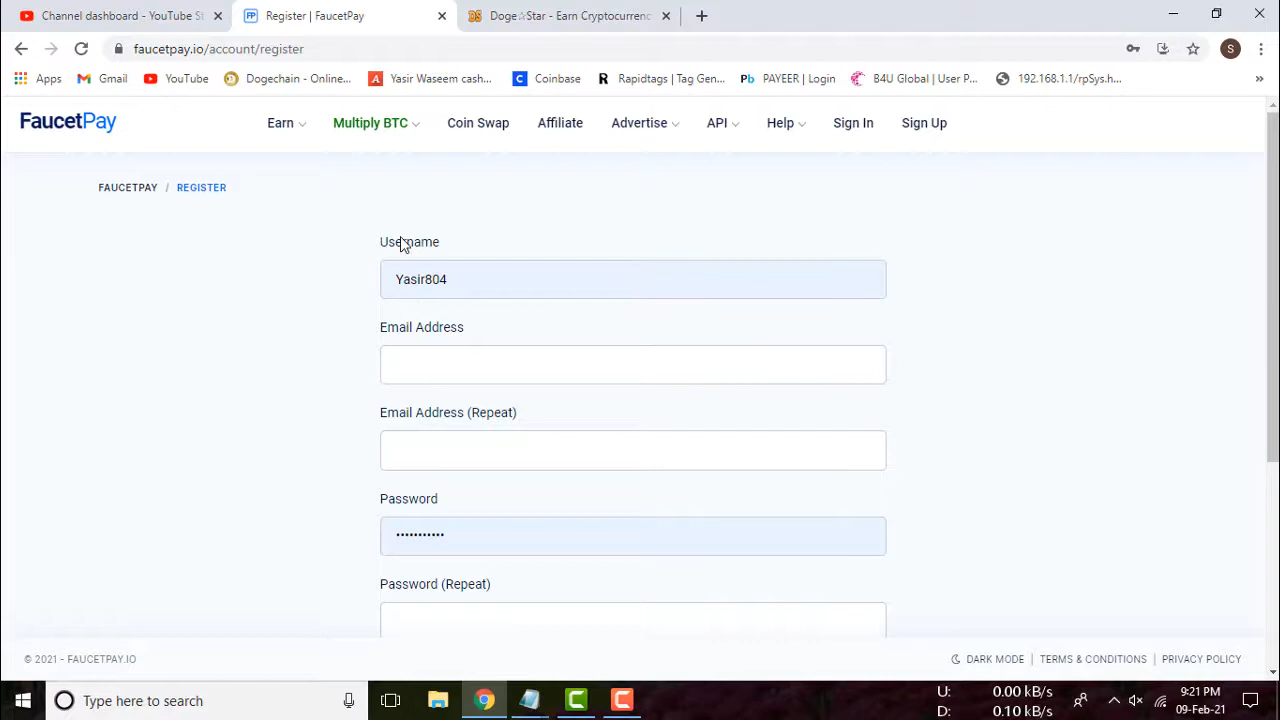 Channel dashboard - YouTube St
Register | FaucetPay
Doge☆Star - Earn Cryptocurrenc
faucetpay.io/account/register
S
Apps
Gmail
YouTube
Dogechain - Online...
Yasir Waseem cash...
Coinbase
Rapidtags | Tag Gen...
PAYEER | Login
B4U Global | User P...
192.168.1.1/rpSys.h...
FaucetPay
Earn
Multiply BTC
Coin Swap
Affiliate
Advertise
API
Help
Sign In
Sign Up
FAUCETPAY / REGISTER
Username
Yasir804
Email Address
Email Address (Repeat)
Password
•••••••••••
Password (Repeat)
© 2021 - FAUCETPAY.IO
DARK MODE
TERMS & CONDITIONS
PRIVACY POLICY
Type here to search
U: 0.00 kB/s
D: 0.10 kB/s
9:21 PM
09-Feb-21